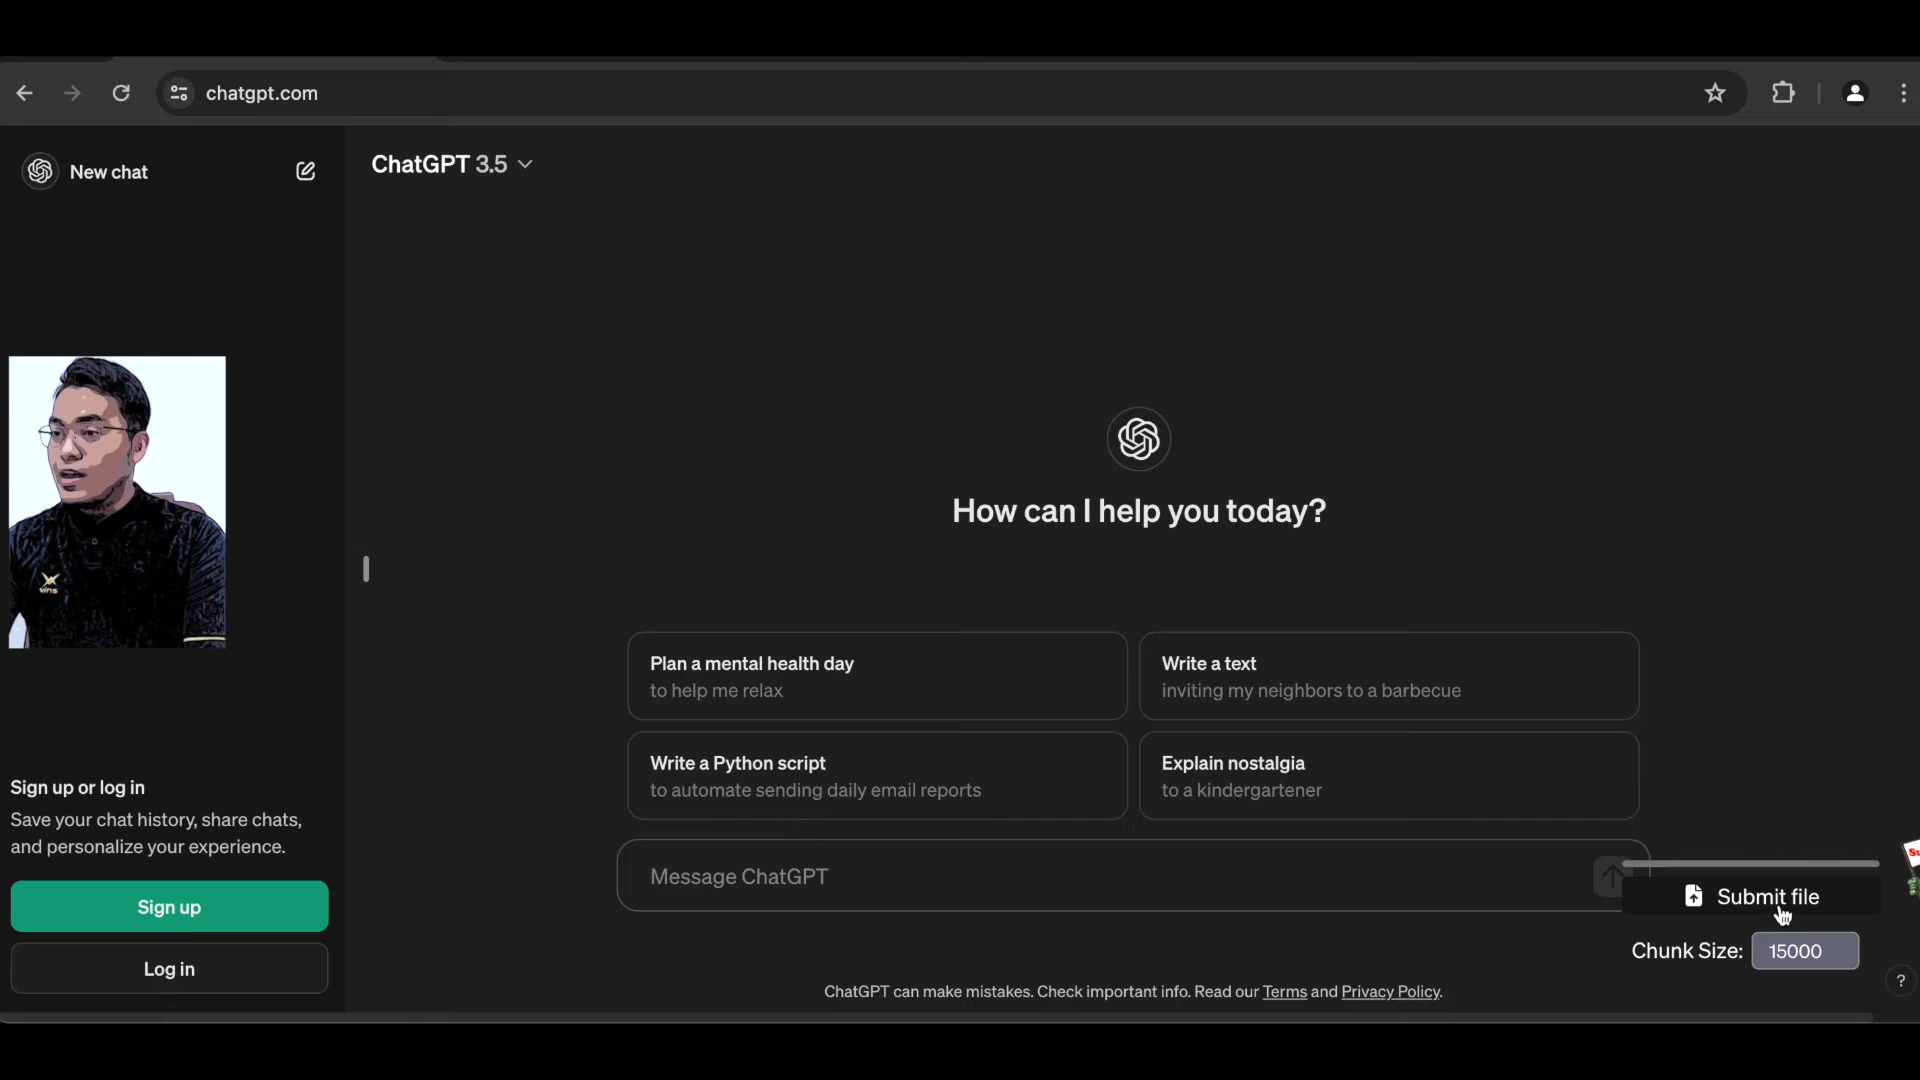 chatgpt.com
New chat
ChatGPT 3.5
How can I help you today?
Plan a mental health day
to help me relax
Write a text
inviting my neighbors to a barbecue
Write a Python script
to automate sending daily email reports
Explain nostalgia
to a kindergartener
Sign up or log in
Save your chat history, share chats,
and personalize your experience.
Sign up
Log in
Message ChatGPT
Submit file
Chunk Size: 15000
ChatGPT can make mistakes. Check important info. Read our Terms and Privacy Policy.
?